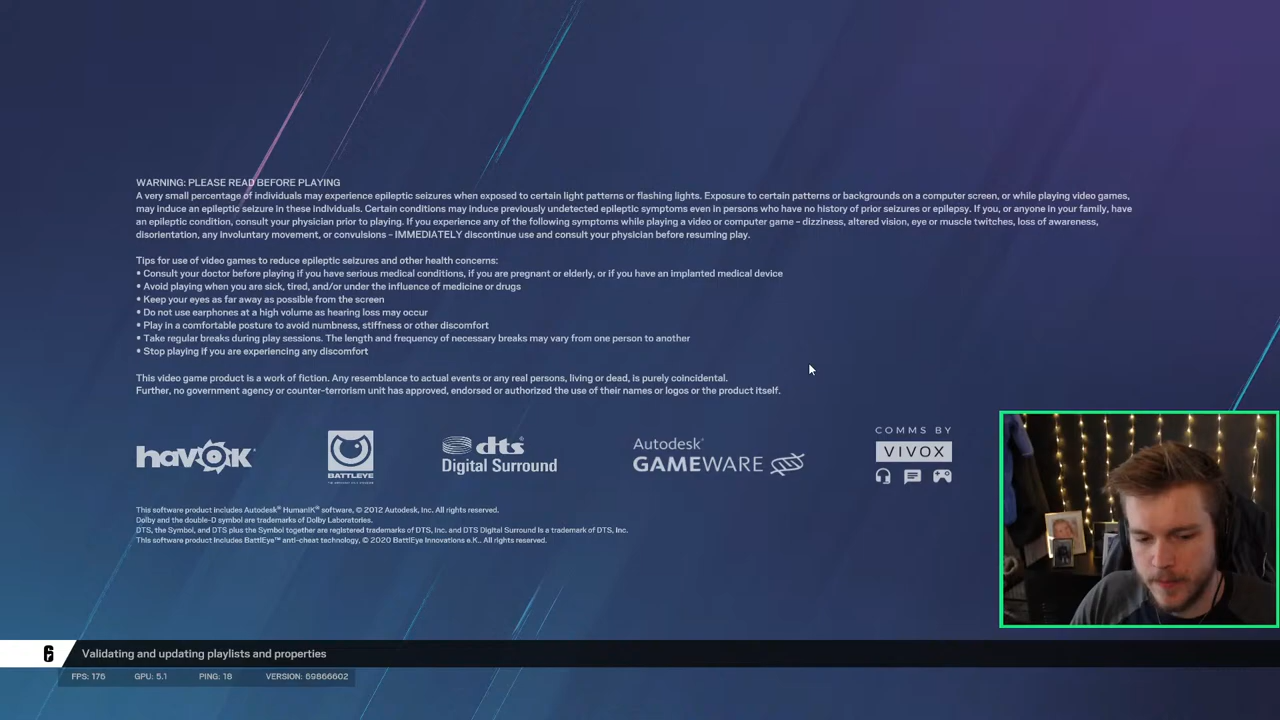 WARNING: PLEASE READ BEFORE PLAYING
A very small percentage of individuals may experience epileptic seizures when exposed to certain light patterns or flashing lights. Exposure to certain patterns or backgrounds on a computer screen, or while playing video games,
may induce an epileptic seizure in these individuals. Certain conditions may induce previously undetected epileptic symptoms even in persons who have no history of prior seizures or epilepsy. If you, or anyone in your family, have
an epileptic condition, consult your physician prior to playing. If you experience any of the following symptoms while playing a video or computer game - dizziness, altered vision, eye or muscle twitches, loss of awareness,
disorientation, any involuntary movement, or convulsions - IMMEDIATELY discontinue use and consult your physician before resuming play.
Tips for use of video games to reduce epileptic seizures and other health concerns:
• Consult your doctor before playing if you have serious medical conditions, if you are pregnant or elderly, or if you have an implanted medical device
• Avoid playing when you are sick, tired, and/or under the influence of medicine or drugs
• Keep your eyes as far away as possible from the screen
• Do not use earphones at a high volume as hearing loss may occur
• Play in a comfortable posture to avoid numbness, stiffness or other discomfort
• Take regular breaks during play sessions. The length and frequency of necessary breaks may vary from one person to another
• Stop playing if you are experiencing any discomfort
This video game product is a work of fiction. Any resemblance to actual events or any real persons, living or dead, is purely coincidental.
Further, no government agency or counter-terrorism unit has approved, endorsed or authorized the use of their names or logos or the product itself.
COMMS BY
VIVOX
havok
BATTLEYE
dts
Digital Surround
Autodesk®
GAMEWARE
This software product includes Autodesk® HumanIK® software, © 2012 Autodesk, Inc. All rights reserved.
Dolby and the double-D symbol are trademarks of Dolby Laboratories.
DTS, the Symbol, and DTS plus the Symbol together are registered trademarks of DTS, Inc. and DTS Digital Surround is a trademark of DTS, Inc.
This software product includes BattlEye™ anti-cheat technology, © 2020 BattlEye Innovations e.K.. All rights reserved.
6 Validating and updating playlists and properties
FPS: 176 GPU: 5.1 PING: 18 VERSION: 69866602